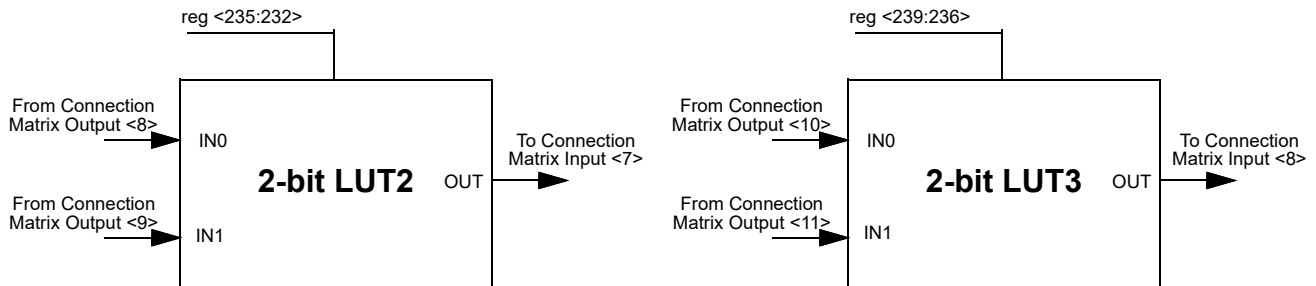 reg <235:232>
From Connection
Matrix Output <8>
IN0
2-bit LUT2
OUT
To Connection
Matrix Input <7>
From Connection
Matrix Output <9>
IN1
reg <239:236>
From Connection
Matrix Output <10>
IN0
2-bit LUT3
OUT
To Connection
Matrix Input <8>
From Connection
Matrix Output <11>
IN1